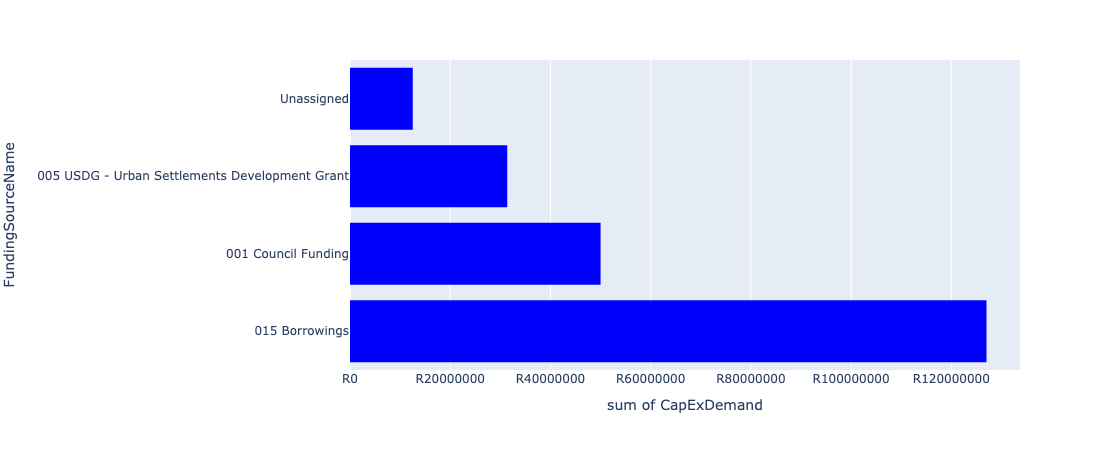 FundingSourceName
Unassigned
005 USDG - Urban Settlements Development Grant
001 Council Funding
015 Borrowings
R0 R20000000 R40000000 R60000000 R80000000 R100000000 R120000000
sum of CapExDemand